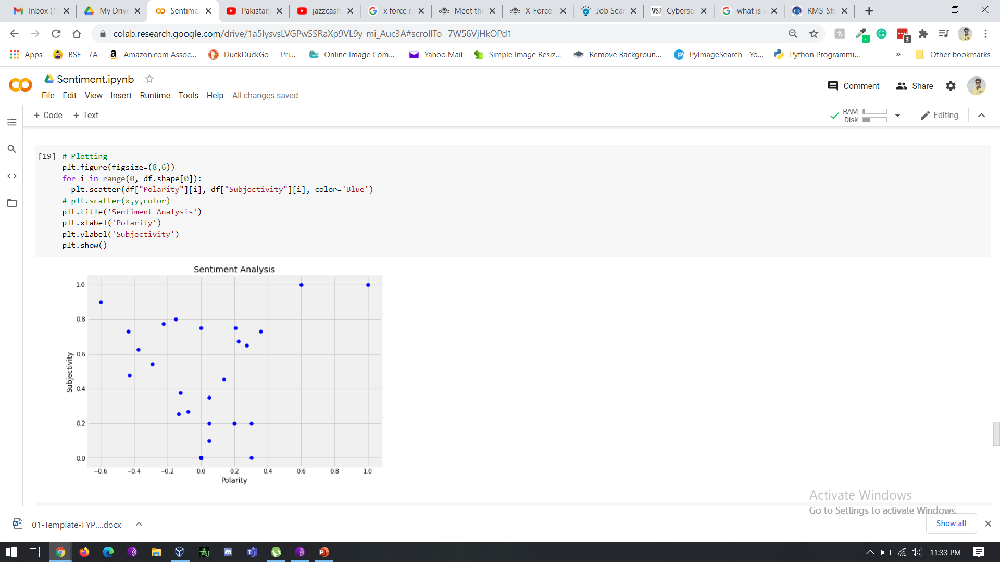 Inbox (1
My Drive
Sentime
Pakistan
jazzcash
x force r
Meet the
X-Force
Job Sear
WSJ
Cyberse
what is
RMS-Stu
colab.research.google.com/drive/1a5lysvsLVGPwSSRaXp9VL9y-mi_Auc3A#scrollTo=7W56VjHkOPd1
3
Apps
BSE - 7A
Amazon.com Assoc...
DuckDuckGo — Pri...
Online Image Com...
Yahoo Mail
Simple Image Resiz...
Remove Backgroun...
PyImageSearch - Yo...
Python Programmi...
»
Other bookmarks
Sentiment.ipynb
Comment
Share
File Edit View Insert Runtime Tools Help All changes saved
+ Code + Text
RAM
Disk
Editing
[19] # Plotting
plt.figure(figsize=(8,6))
for i in range(0, df.shape[0]):
plt.scatter(df["Polarity"][i], df["Subjectivity"][i], color='Blue')
# plt.scatter(x,y,color)
plt.title('Sentiment Analysis')
plt.xlabel('Polarity')
plt.ylabel('Subjectivity')
plt.show()
Sentiment Analysis
1.0
0.8
0.6
0.4
0.2
0.0
Subjectivity
−0.6 −0.4 −0.2 0.0 0.2 0.4 0.6 0.8 1.0
Polarity
Activate Windows
Go to Settings to activate Windows.
01-Template-FYP....docx
Show all
11:33 PM